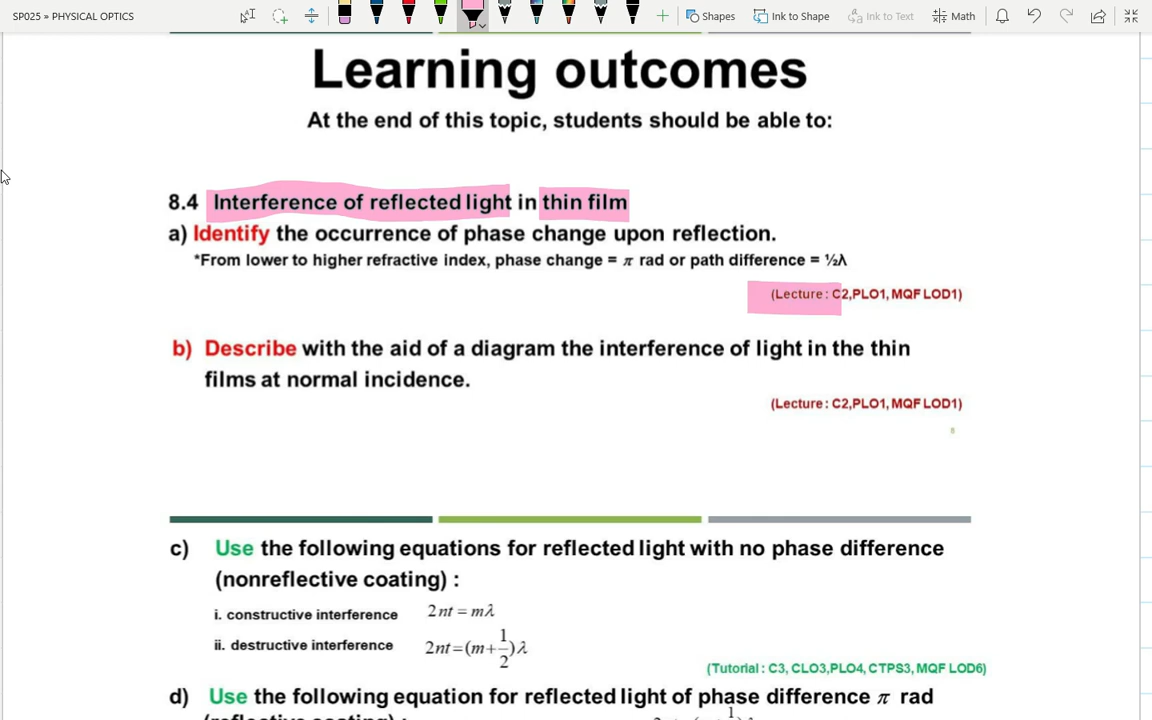 SP025 » PHYSICAL OPTICS
Shapes
Ink to Shape
Ink to Text
Math
Learning outcomes
At the end of this topic, students should be able to:
8.4 Interference of reflected light in thin film
a) Identify the occurrence of phase change upon reflection.
*From lower to higher refractive index, phase change = π rad or path difference = ½λ
(Lecture : C2,PLO1, MQF LOD1)
b) Describe with the aid of a diagram the interference of light in the thin
films at normal incidence.
(Lecture : C2,PLO1, MQF LOD1)
8
c) Use the following equations for reflected light with no phase difference
(nonreflective coating) :
i. constructive interference 2nt = mλ
ii. destructive interference 2nt=(m+1/2)λ
(Tutorial : C3, CLO3,PLO4, CTPS3, MQF LOD6)
d) Use the following equation for reflected light of phase difference π rad